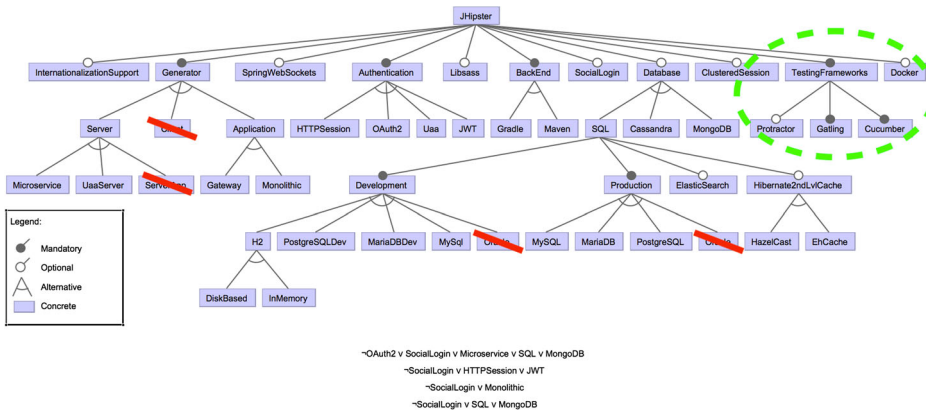 JHipster
InternationalizationSupport Generator SpringWebSockets Authentication Libsass BackEnd SocialLogin Database ClusteredSession TestingFrameworks Docker
Server Client Application HTTPSession OAuth2 Uaa JWT Gradle Maven SQL Cassandra MongoDB Protractor Gatling Cucumber
Microservice UaaServer ServerApp Gateway Monolithic Development Production ElasticSearch Hibernate2ndLvlCache
H2 PostgreSQLDev MariaDBDev MySql Oracle MySQL MariaDB PostgreSQL Oracle HazelCast EhCache
DiskBased InMemory
Legend:
Mandatory
Optional
Alternative
Concrete
¬OAuth2 ∨ SocialLogin ∨ Microservice ∨ SQL ∨ MongoDB
¬SocialLogin ∨ HTTPSession ∨ JWT
¬SocialLogin ∨ Monolithic
¬SocialLogin ∨ SQL ∨ MongoDB